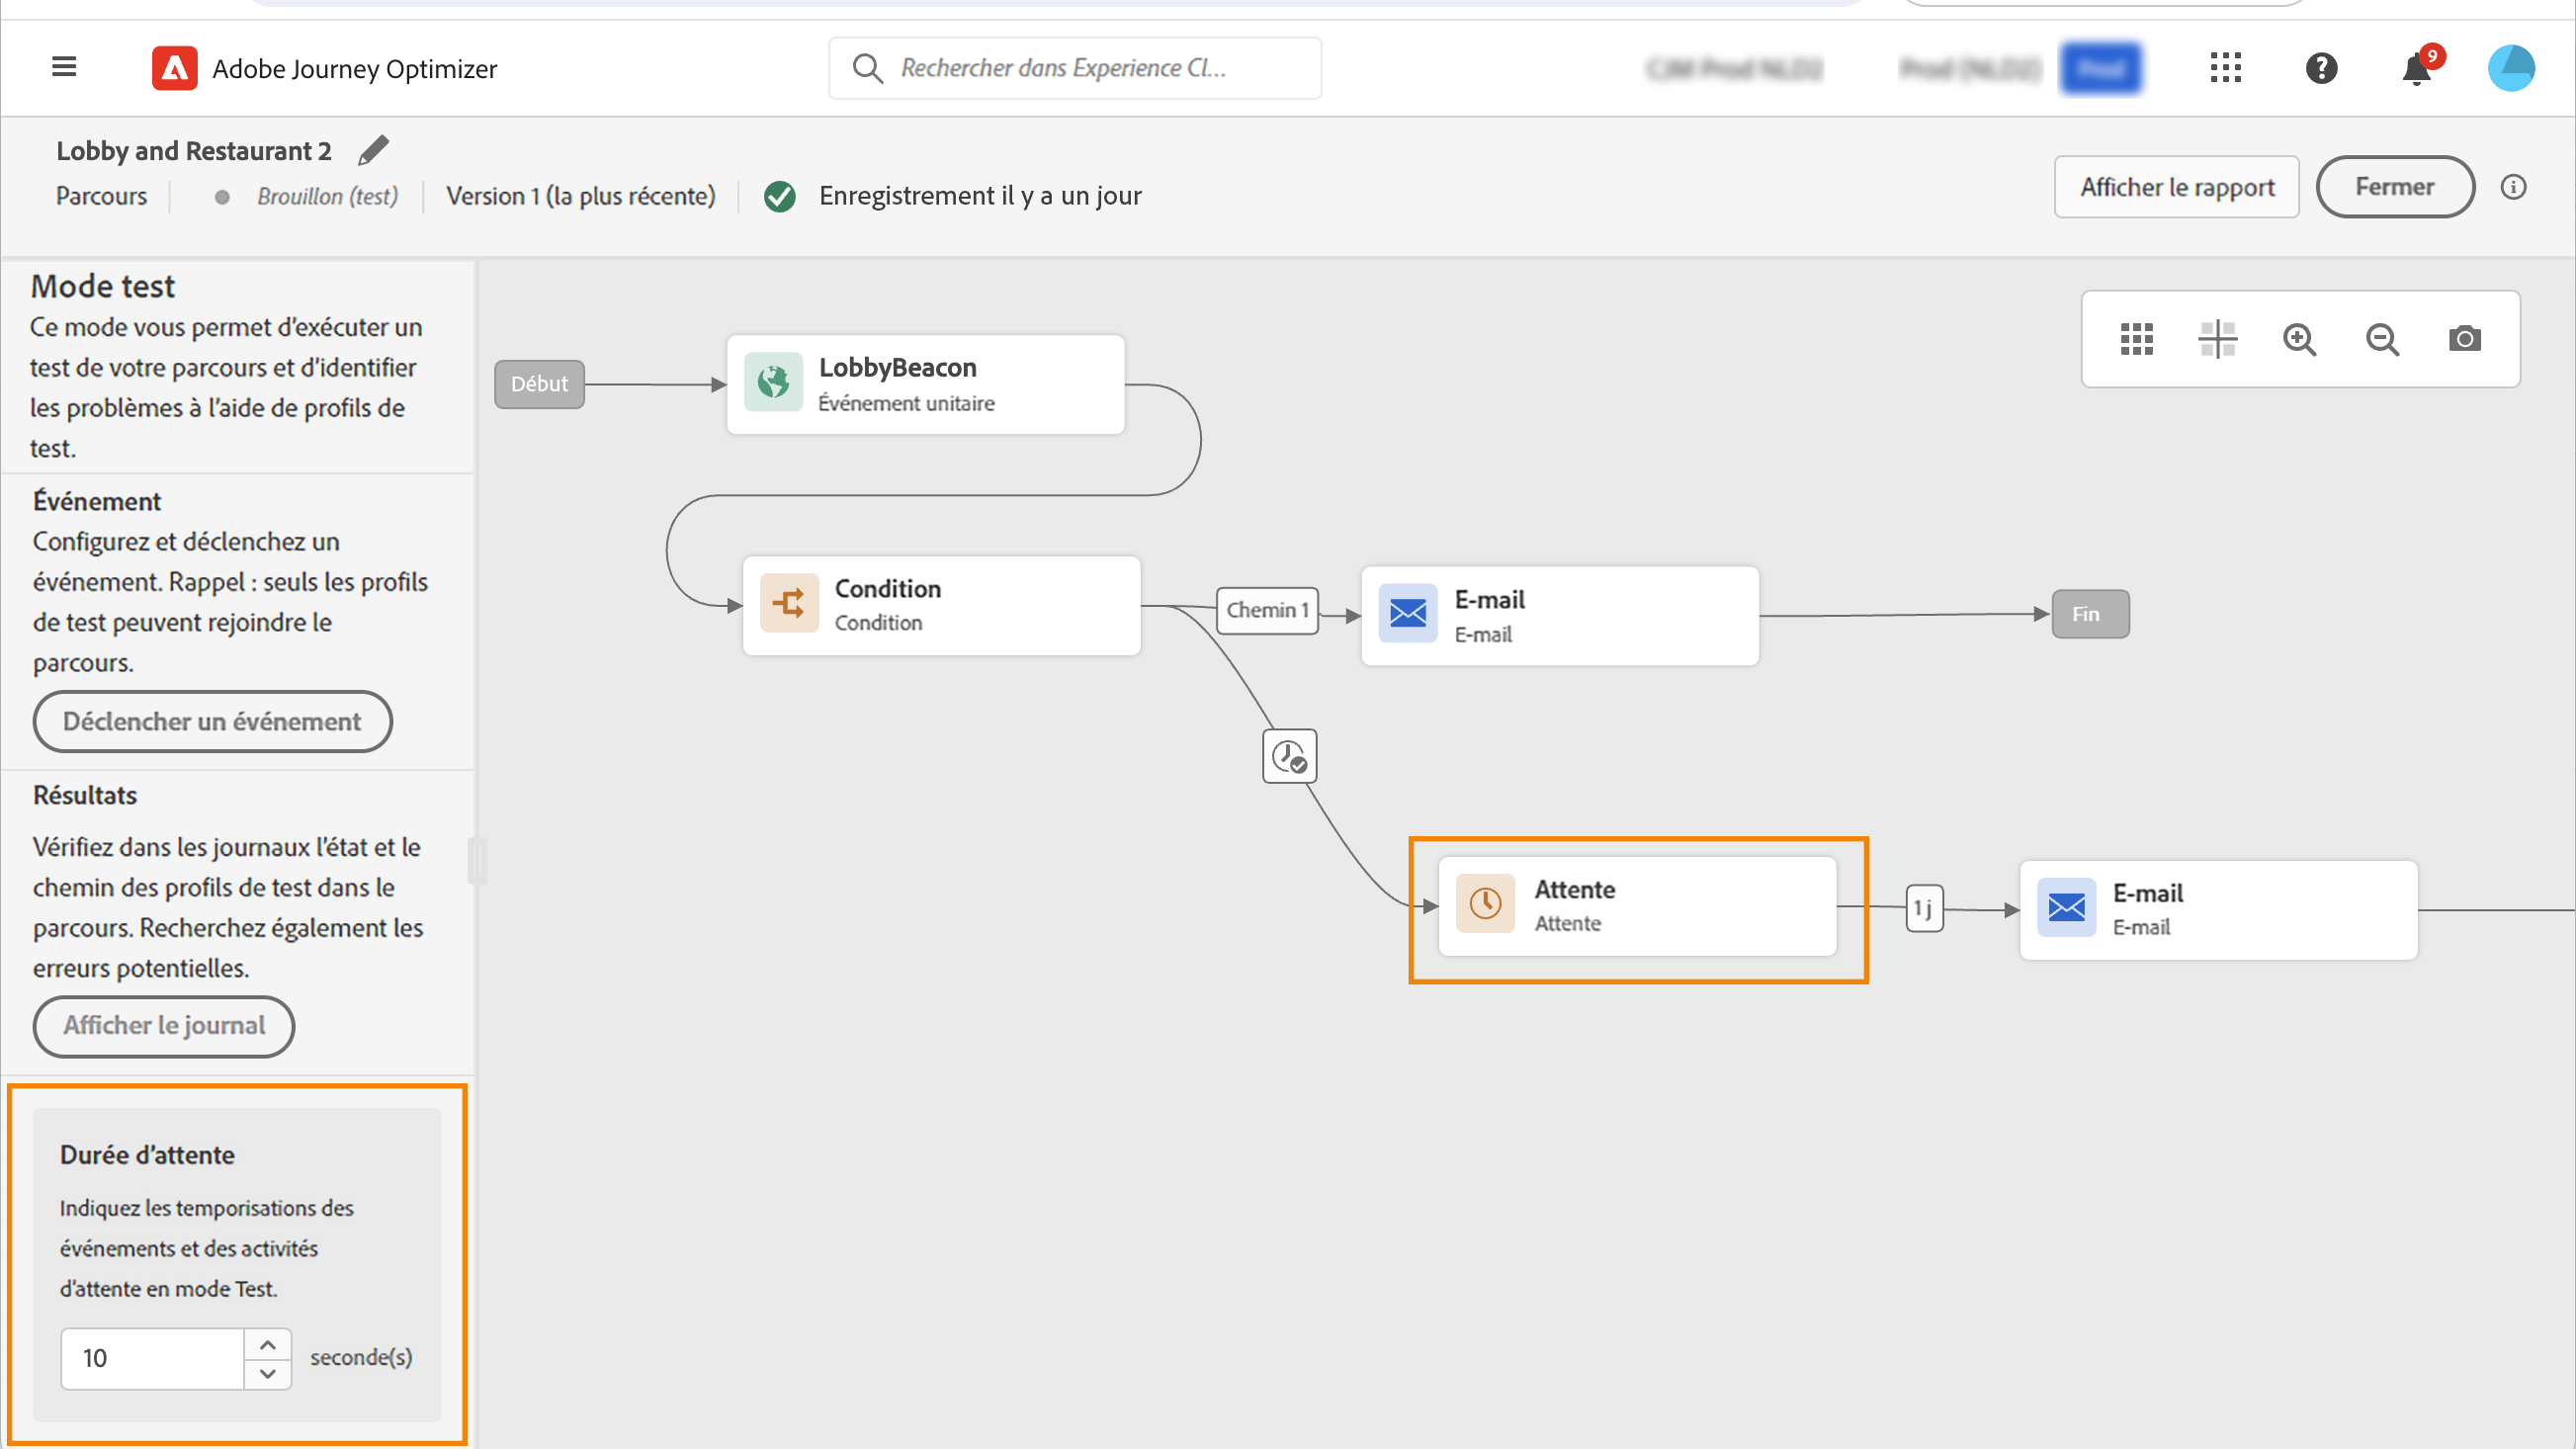 Adobe Journey Optimizer
Rechercher dans Experience Cl...
9
Lobby and Restaurant 2
Parcours
Brouillon (test)
Version 1 (la plus récente)
Enregistrement il y a un jour
Afficher le rapport
Fermer
Mode test
Ce mode vous permet d’exécuter un
test de votre parcours et d’identifier
les problèmes à l’aide de profils de
test.
Événement
Configurez et déclenchez un
événement. Rappel : seuls les profils
de test peuvent rejoindre le
parcours.
Déclencher un événement
Résultats
Vérifiez dans les journaux l’état et le
chemin des profils de test dans le
parcours. Recherchez également les
erreurs potentielles.
Afficher le journal
Durée d’attente
Indiquez les temporisations des
événements et des activités
d’attente en mode Test.
10
seconde(s)
Début
LobbyBeacon
Événement unitaire
Condition
Condition
Chemin 1
E-mail
E-mail
Fin
Attente
Attente
1 j
E-mail
E-mail